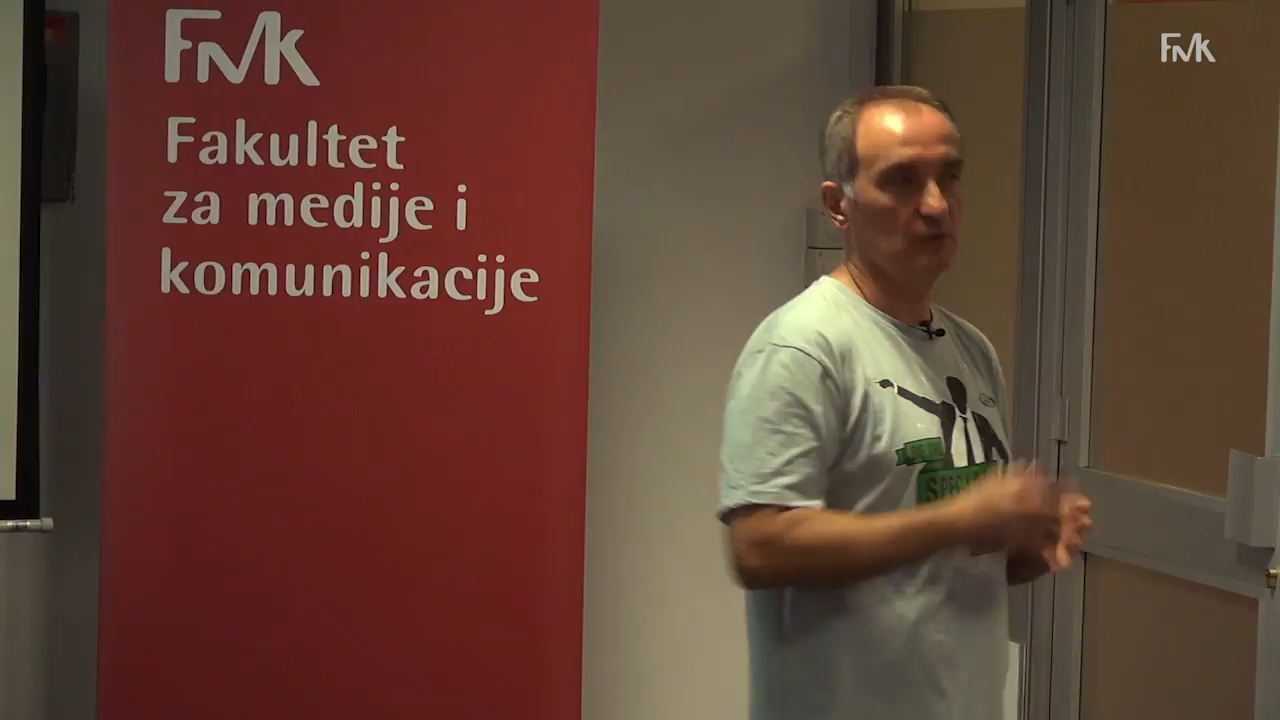 FMK
Fakultet
za medije i
komunikacije
FMK